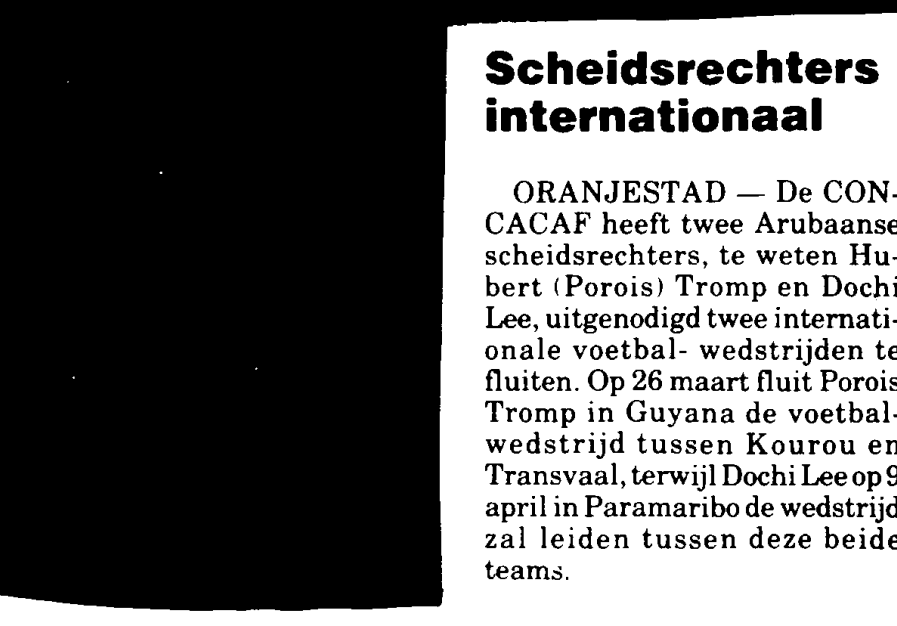 Scheidsrechters
internationaal
ORANJESTAD — De CON-
CACAF heeft twee Arubaanse
scheidsrechters, te weten Hu-
bert (Porois) Tromp en Dochi
Lee, uitgenodigd twee internati-
onale voetbal- wedstrijden te
fluiten. Op 26 maart fluit Porois
Tromp in Guyana de voetbal-
wedstrijd tussen Kourou en
Transvaal, terwijl Dochi Lee op 9
april in Paramaribo de wedstrijd
zal leiden tussen deze beide
teams.